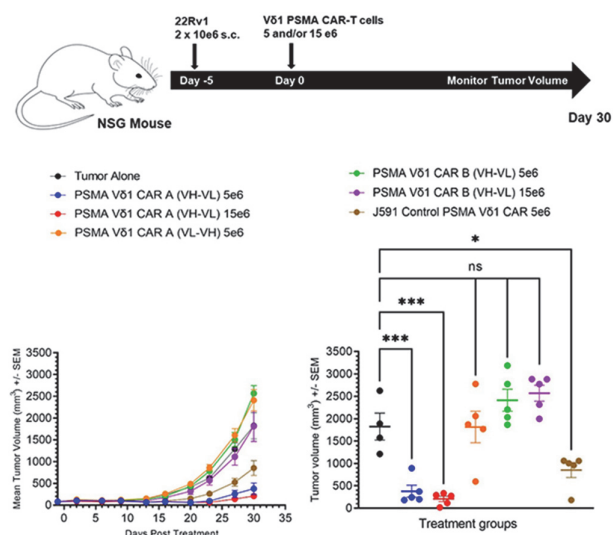 22Rv1
2 x 10e6 s.c.
Vδ1 PSMA CAR-T cells
5 and/or 15 e6
Day -5
Day 0
Monitor Tumor Volume
NSG Mouse
Day 30
Tumor Alone
PSMA Vδ1 CAR A (VH-VL) 5e6
PSMA Vδ1 CAR A (VH-VL) 15e6
PSMA Vδ1 CAR A (VL-VH) 5e6
PSMA Vδ1 CAR B (VH-VL) 5e6
PSMA Vδ1 CAR B (VH-VL) 15e6
J591 Control PSMA Vδ1 CAR 5e6
Mean Tumor Volume (mm³) +/- SEM
3500
3000
2500
2000
1500
1000
500
0
0 5 10 15 20 25 30 35
Days Post Treatment
Tumor volume (mm³) +/- SEM
3500
3000
2500
2000
1500
1000
500
0
*
ns
***
***
Treatment groups